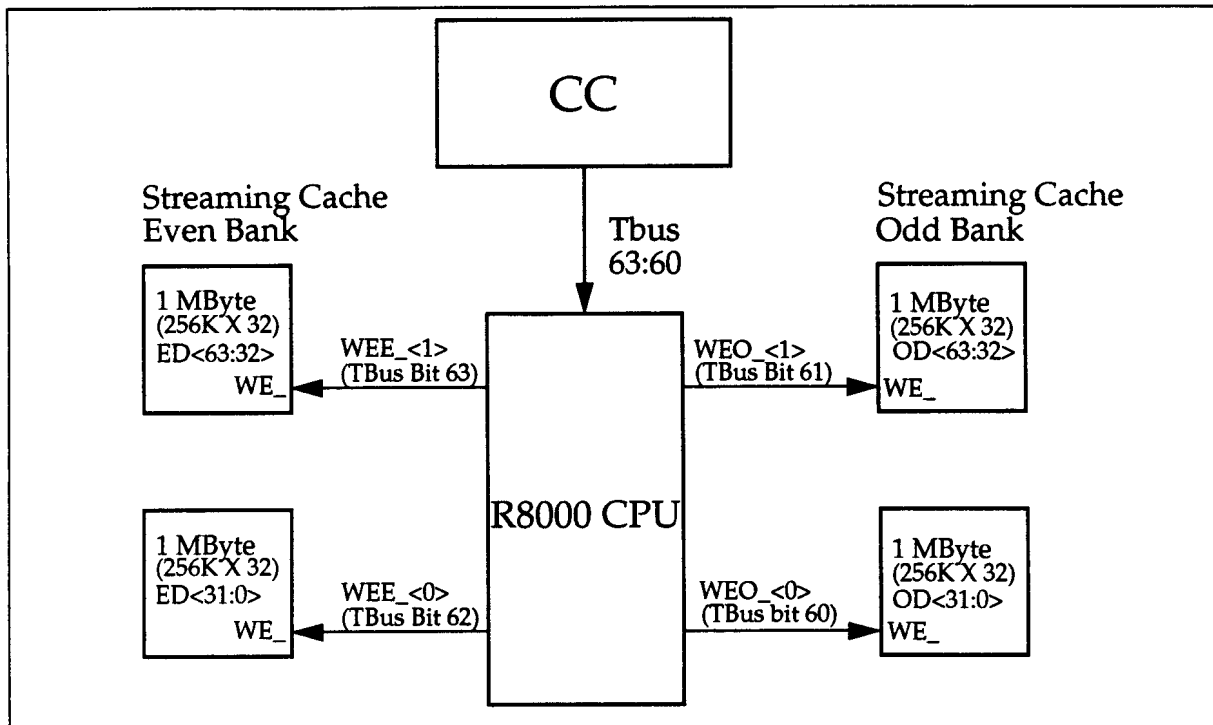 CC
Streaming Cache
Even Bank
Streaming Cache
Odd Bank
Tbus
63:60
1 MByte
(256K X 32)
ED<63:32>
WE_
WEE_<1>
(TBus Bit 63)
WEO_<1>
(TBus Bit 61)
1 MByte
(256K X 32)
OD<63:32>
WE_
R8000 CPU
1 MByte
(256K X 32)
ED<31:0>
WE_
WEE_<0>
(TBus Bit 62)
WEO_<0>
(TBus bit 60)
1 MByte
(256K X 32)
OD<31:0>
WE_